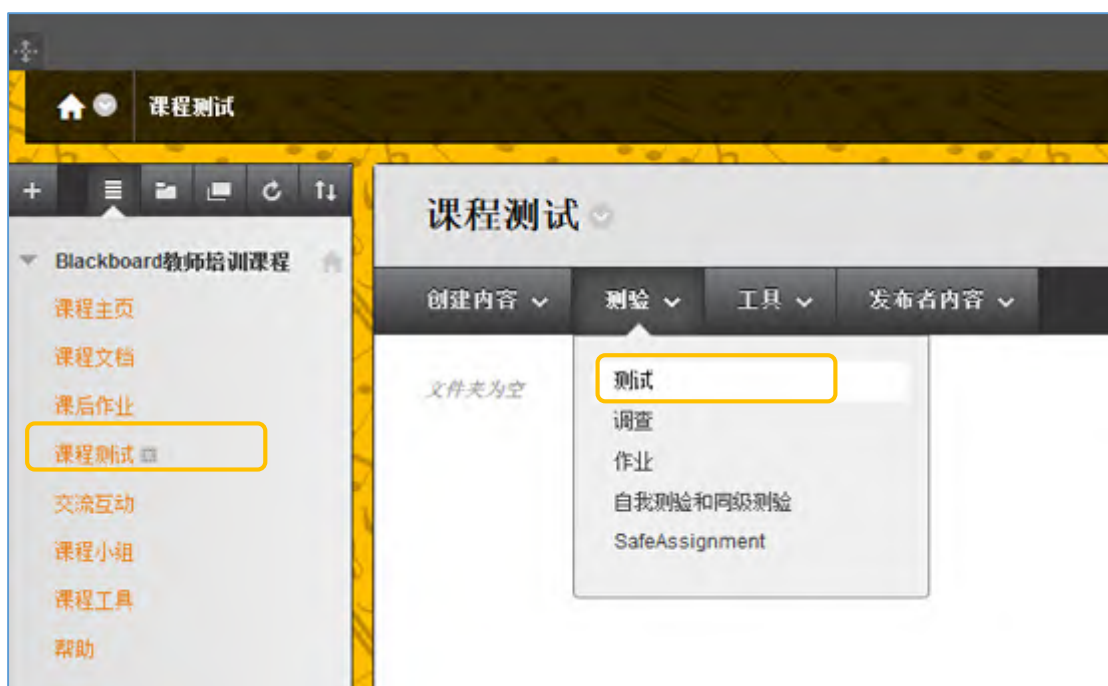 课程测试
Blackboard教师培训课程
课程主页
课程文档
课后作业
课程测试
交流互动
课程小组
课程工具
帮助
课程测试
创建内容 测验 工具 发布者内容
文件夹为空
测试
调查
作业
自我测验和同级测验
SafeAssignment